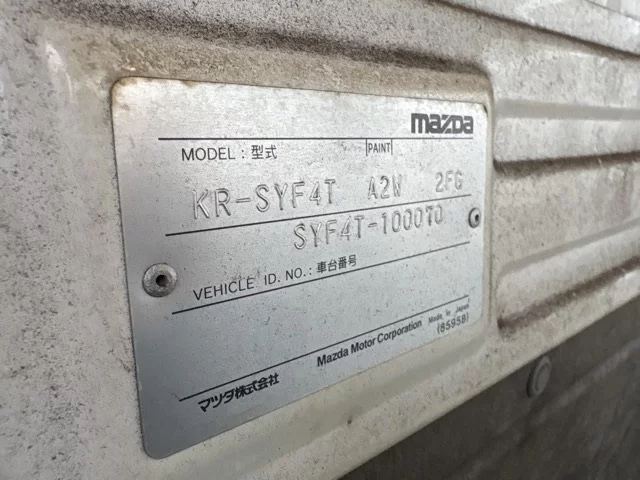 mazda
MODEL : 型式 PAINT
KR-SYF4T A2W 2FG
SYF4T-100070
VEHICLE ID. NO. : 車台番号
Mazda Motor Corporation Made in Japan
マツダ株式会社 (8595B)